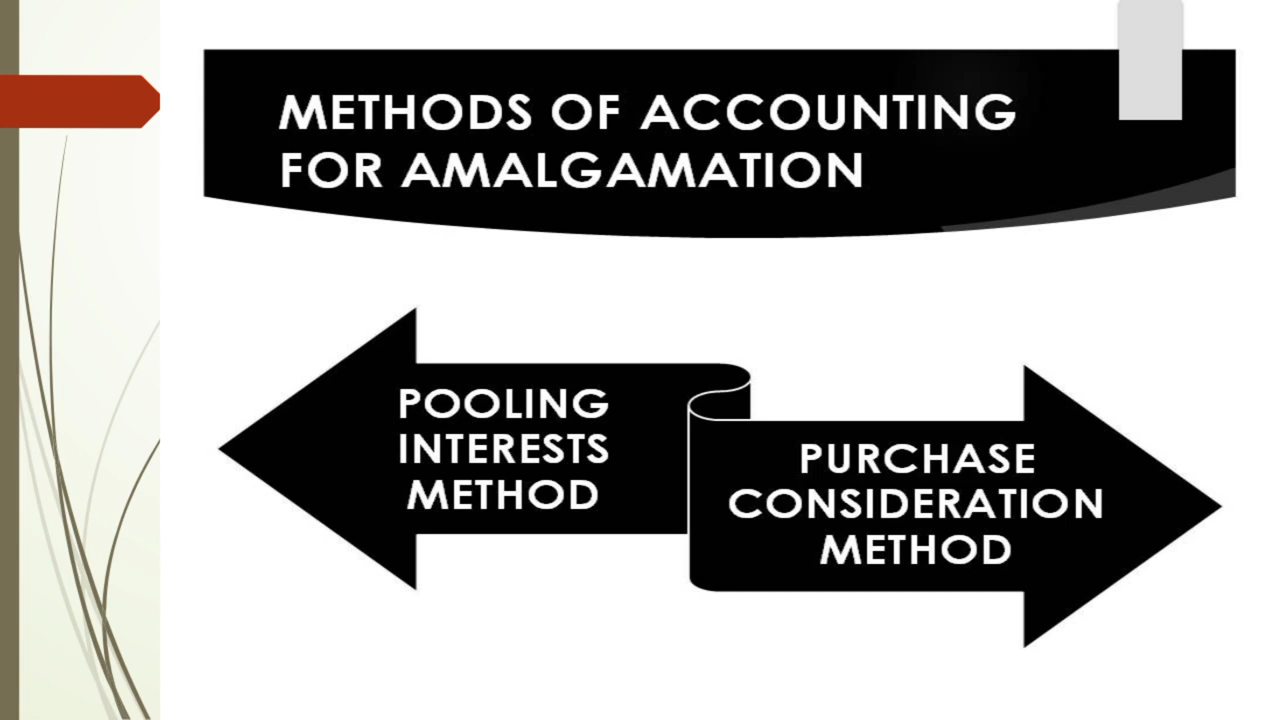 METHODS OF ACCOUNTING
FOR AMALGAMATION
POOLING
INTERESTS
METHOD
PURCHASE
CONSIDERATION
METHOD